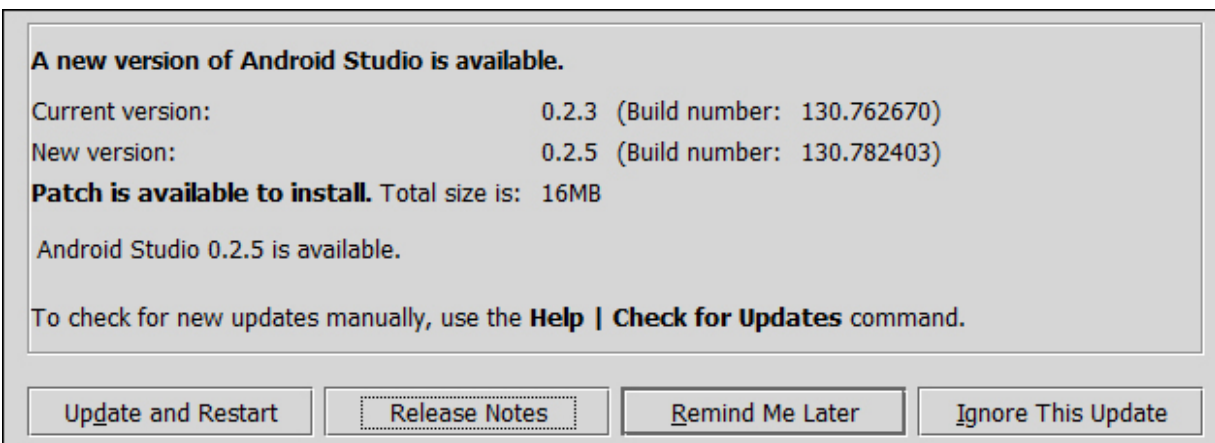 A new version of Android Studio is available.
Current version: 0.2.3 (Build number: 130.762670)
New version: 0.2.5 (Build number: 130.782403)
Patch is available to install. Total size is: 16MB
Android Studio 0.2.5 is available.
To check for new updates manually, use the Help | Check for Updates command.
Update and Restart Release Notes Remind Me Later Ignore This Update